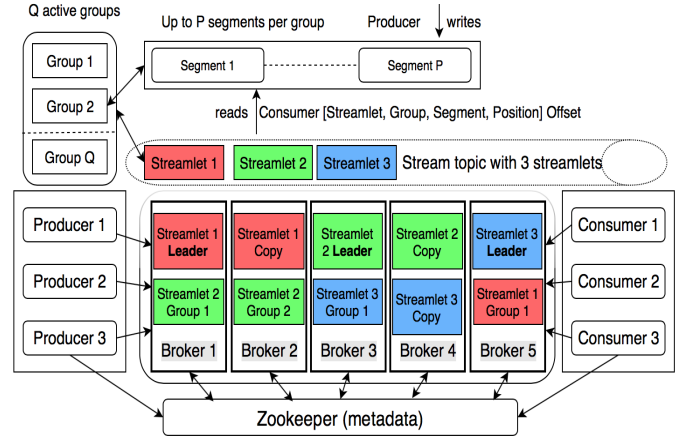 Q active groups
Up to P segments per group
Producer
writes
Group 1
Group 2
Group Q
Segment 1
Segment P
reads
Consumer [Streamlet, Group, Segment, Position] Offset
Streamlet 1
Streamlet 2
Streamlet 3
Stream topic with 3 streamlets
Producer 1
Producer 2
Producer 3
Streamlet 1
Leader
Streamlet 2
Group 1
Broker 1
Streamlet 1
Copy
Streamlet 2
Group 2
Broker 2
Streamlet
2 Leader
Streamlet 3
Group 1
Broker 3
Streamlet 2
Copy
Streamlet 3
Copy
Broker 4
Streamlet 3
Leader
Streamlet 1
Group 1
Broker 5
Consumer 1
Consumer 2
Consumer 3
Zookeeper (metadata)